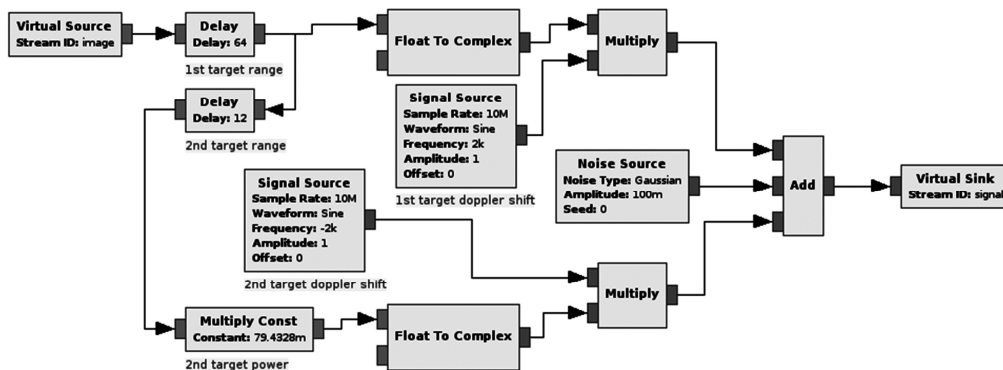 Virtual Source
Stream ID: image
Delay
Delay: 64
1st target range
Float To Complex
Multiply
Delay
Delay: 12
2nd target range
Signal Source
Sample Rate: 10M
Waveform: Sine
Frequency: 2k
Amplitude: 1
Offset: 0
1st target doppler shift
Noise Source
Noise Type: Gaussian
Amplitude: 100m
Seed: 0
Add
Virtual Sink
Stream ID: signal
Signal Source
Sample Rate: 10M
Waveform: Sine
Frequency: -2k
Amplitude: 1
Offset: 0
2nd target doppler shift
Multiply
Multiply Const
Constant: 79.4328m
2nd target power
Float To Complex